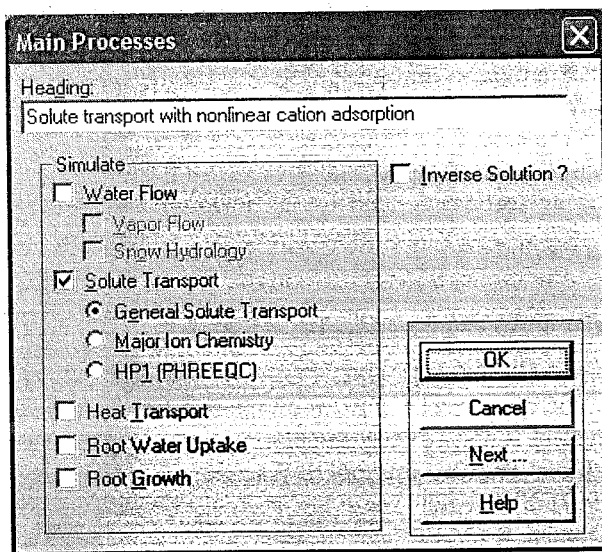 Main Processes
Heading:
Solute transport with nonlinear cation adsorption
Simulate
Water Flow
Vapor Flow
Snow Hydrology
Solute Transport
General Solute Transport
Major Ion Chemistry
HP1 (PHREEQC)
Heat Transport
Root Water Uptake
Root Growth
Inverse Solution ?
OK
Cancel
Next ...
Help